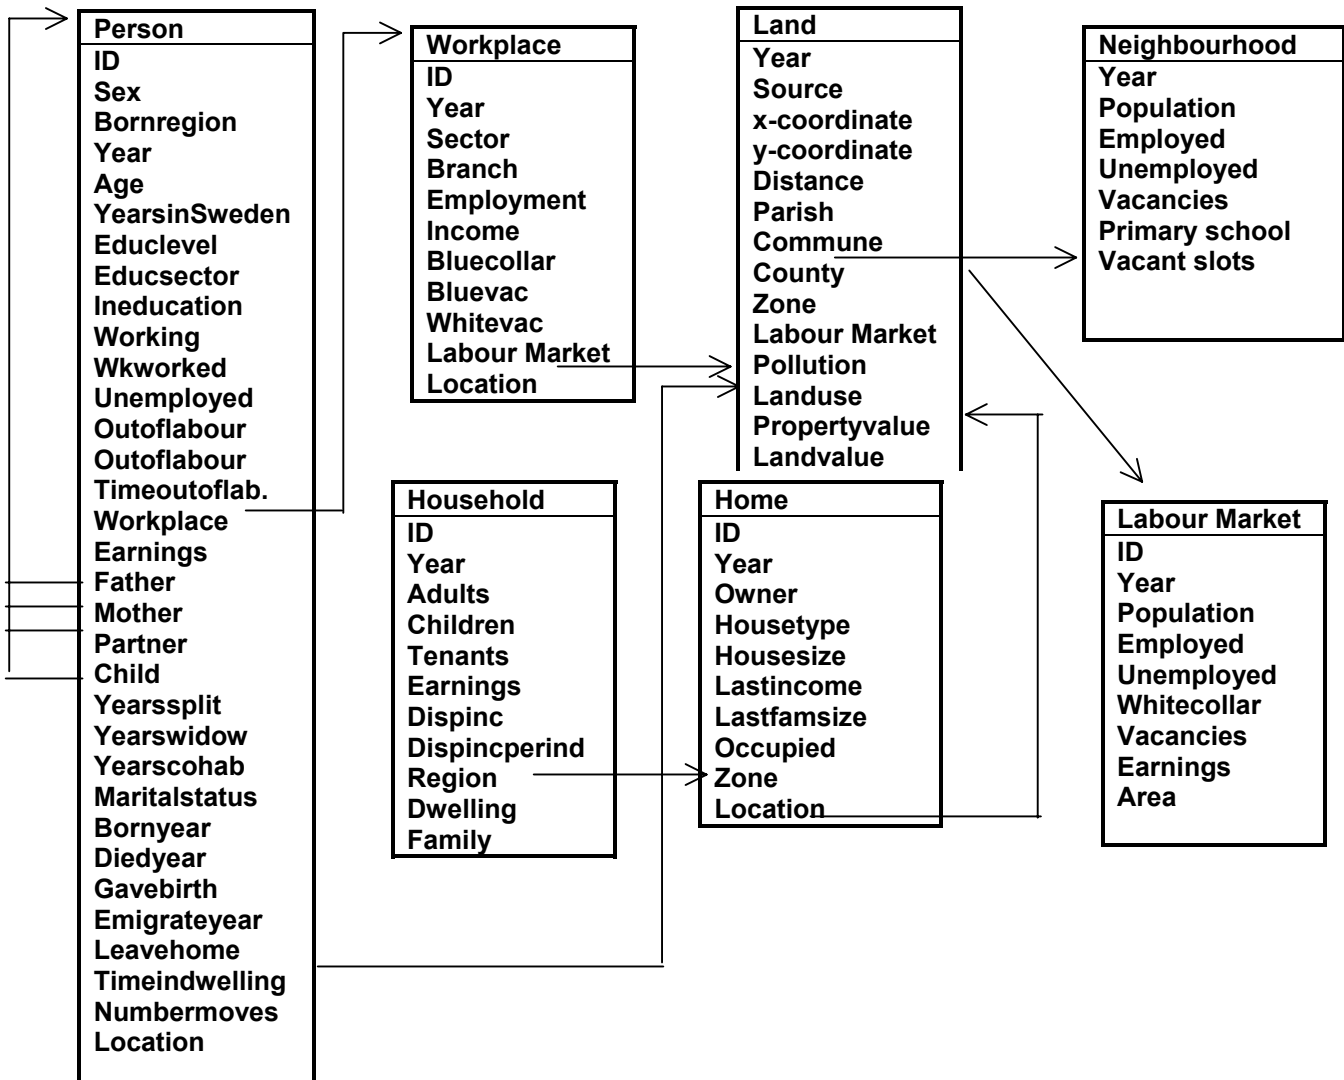 Person
ID
Sex
Bornregion
Year
Age
YearsinSweden
Educlevel
Educsector
Ineducation
Working
Wkworked
Unemployed
Outoflabour
Outoflabour
Timeoutoflab.
Workplace
Earnings
Father
Mother
Partner
Child
Yearssplit
Yearswidow
Yearscohab
Maritalstatus
Bornyear
Diedyear
Gavebirth
Emigrateyear
Leavehome
Timeindwelling
Numbermoves
Location
Workplace
ID
Year
Sector
Branch
Employment
Income
Bluecollar
Bluevac
Whitevac
Labour Market
Location
Household
ID
Year
Adults
Children
Tenants
Earnings
Dispinc
Dispincperind
Region
Dwelling
Family
Land
Year
Source
x-coordinate
y-coordinate
Distance
Parish
Commune
County
Zone
Labour Market
Pollution
Landuse
Propertyvalue
Landvalue
Home
ID
Year
Owner
Housetype
Housesize
Lastincome
Lastfamsize
Occupied
Zone
Location
Neighbourhood
Year
Population
Employed
Unemployed
Vacancies
Primary school
Vacant slots
Labour Market
ID
Year
Population
Employed
Unemployed
Whitecollar
Vacancies
Earnings
Area